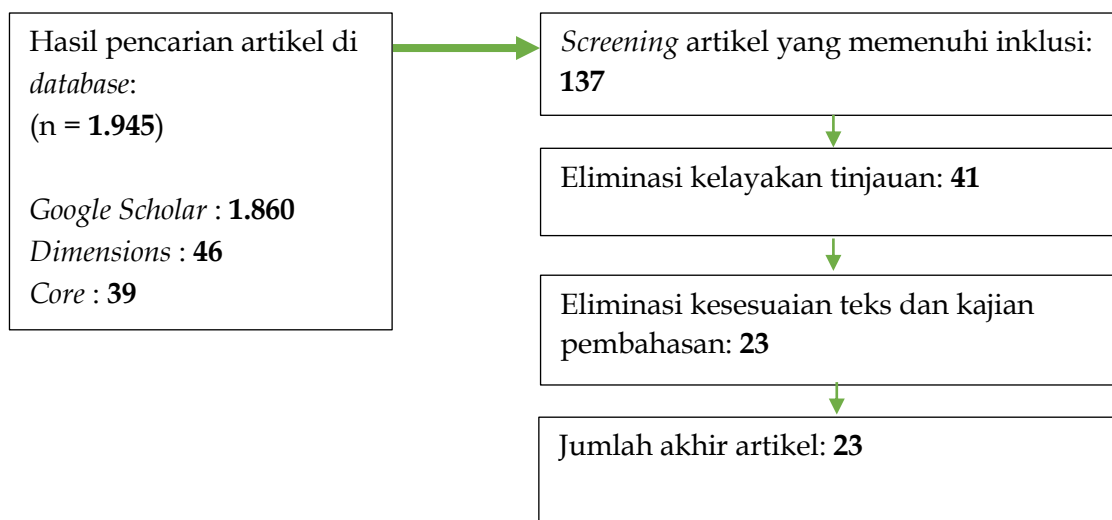 Hasil pencarian artikel di
database:
(n = 1.945)
Google Scholar : 1.860
Dimensions : 46
Core : 39
Screening artikel yang memenuhi inklusi:
137
Eliminasi kelayakan tinjauan: 41
Eliminasi kesesuaian teks dan kajian
pembahasan: 23
Jumlah akhir artikel: 23